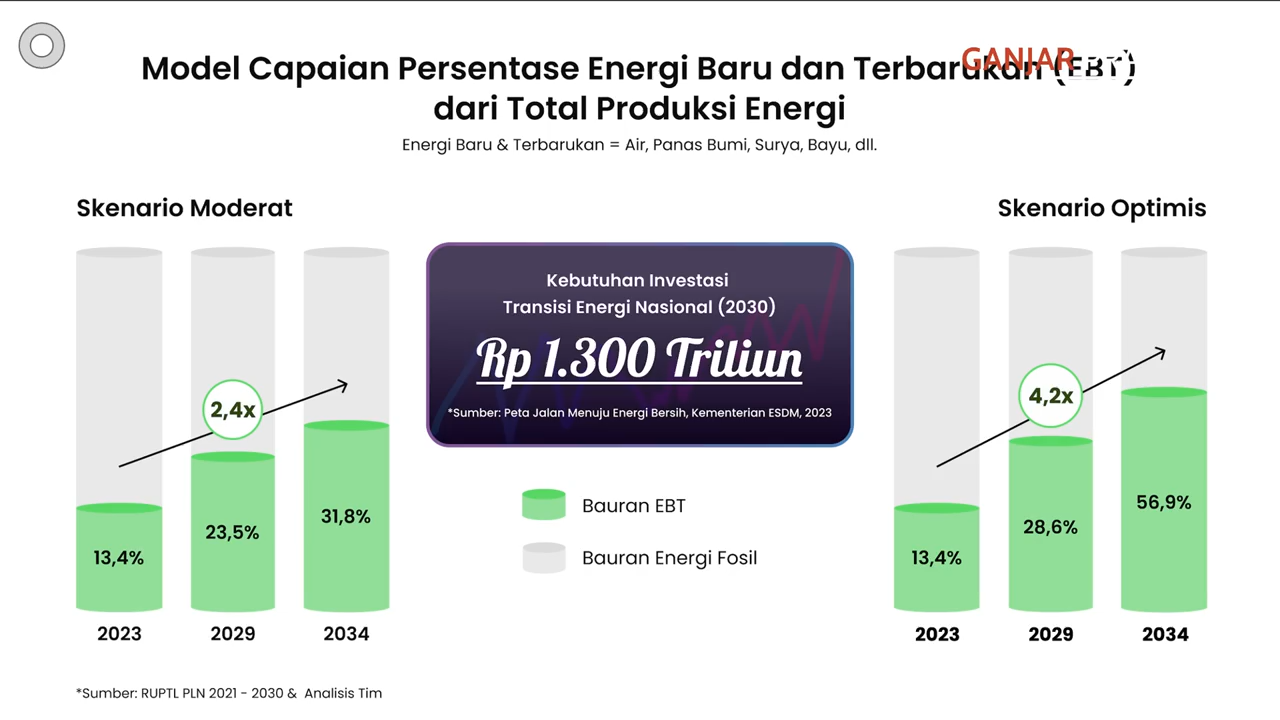 Model Capaian Persentase Energi Baru dan Terbarukan (EBT)
dari Total Produksi Energi
GANJAR
Energi Baru & Terbarukan = Air, Panas Bumi, Surya, Bayu, dll.
Skenario Moderat
2,4x
13,4%
23,5%
31,8%
2023
2029
2034
Kebutuhan Investasi
Transisi Energi Nasional (2030)
Rp 1.300 Triliun
*Sumber: Peta Jalan Menuju Energi Bersih, Kementerian ESDM, 2023
Bauran EBT
Bauran Energi Fosil
Skenario Optimis
4,2x
13,4%
28,6%
56,9%
2023
2029
2034
*Sumber: RUPTL PLN 2021 - 2030 & Analisis Tim